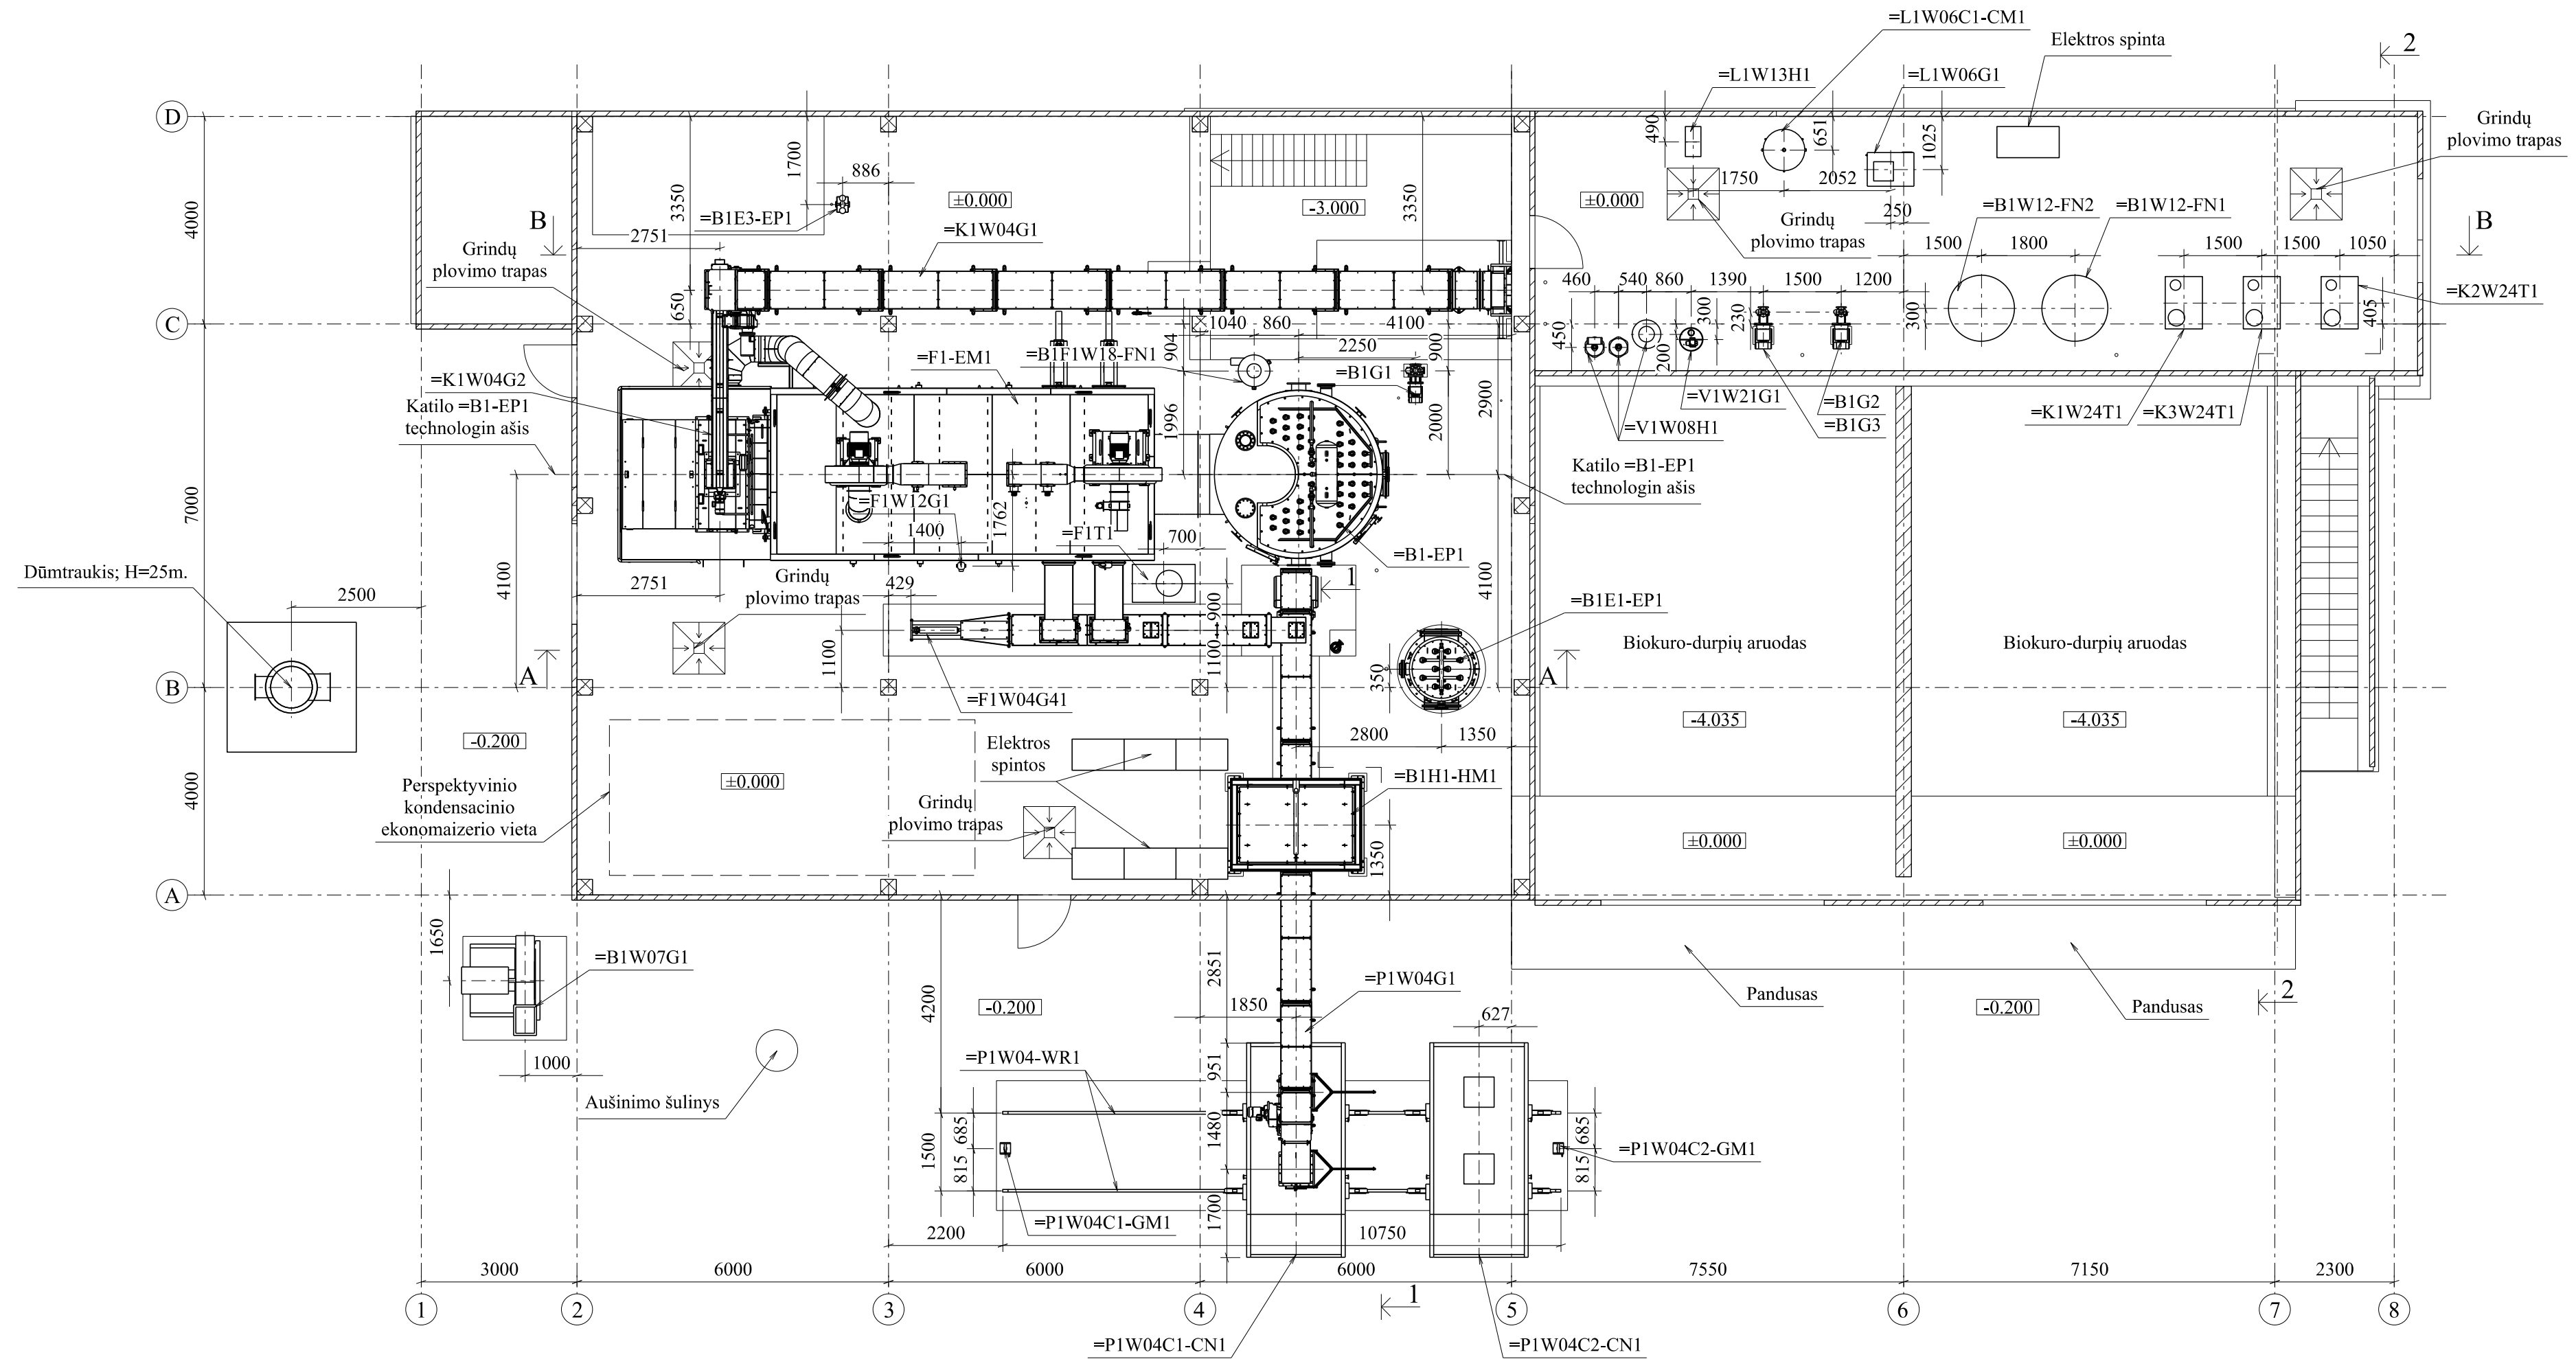 =L1W06C1-CM1
Elektros spinta
2
=L1W13H1
=L1W06G1
Grindų
plovimo trapas
D
490
651
1025
1700
886
3350
±0.000
-3.000
3350
±0.000
1750
2052
250
=B1E3-EP1
B
4000
2751
=K1W04G1
Grindų
plovimo trapas
Grindų
plovimo trapas
=B1W12-FN2
=B1W12-FN1
B
1500
1800
1500
1500
1050
460
540
860
1390
1500
1200
650
300
230
300
405
=K2W24T1
C
1040
860
4100
450
200
904
2250
900
=B1F1W18-FN1
=F1-EM1
=B1G1
=K1W04G2
Katilo =B1-EP1
technologin ašis
=V1W21G1
=B1G2
=B1G3
=V1W08H1
=K1W24T1
=K3W24T1
1996
2000
2900
Katilo =B1-EP1
technologin ašis
7000
=F1W12G1
1400
1762
=F1T1
700
=B1-EP1
4100
Dūmtraukis; H=25m.
2500
2751
Grindų
plovimo trapas
429
900
1
4100
=B1E1-EP1
1100
1100
350
Biokuro-durpių aruodas
Biokuro-durpių aruodas
A
A
B
=F1W04G41
-0.200
-4.035
-4.035
2800
1350
Elektros
spintos
±0.000
=B1H1-HM1
4000
Perspektyvinio
kondensacinio
ekonomaizerio vieta
Grindų
plovimo trapas
1350
±0.000
±0.000
A
1650
=B1W07G1
4200
2851
-0.200
1850
=P1W04G1
627
Pandusas
Pandusas
-0.200
2
1000
Aušinimo šulinys
=P1W04-WR1
951
1500
685
815
1480
685
815
=P1W04C2-GM1
1700
=P1W04C1-GM1
2200
10750
3000
6000
6000
6000
7550
7150
2300
1
2
3
4
1
5
6
7
8
=P1W04C1-CN1
=P1W04C2-CN1